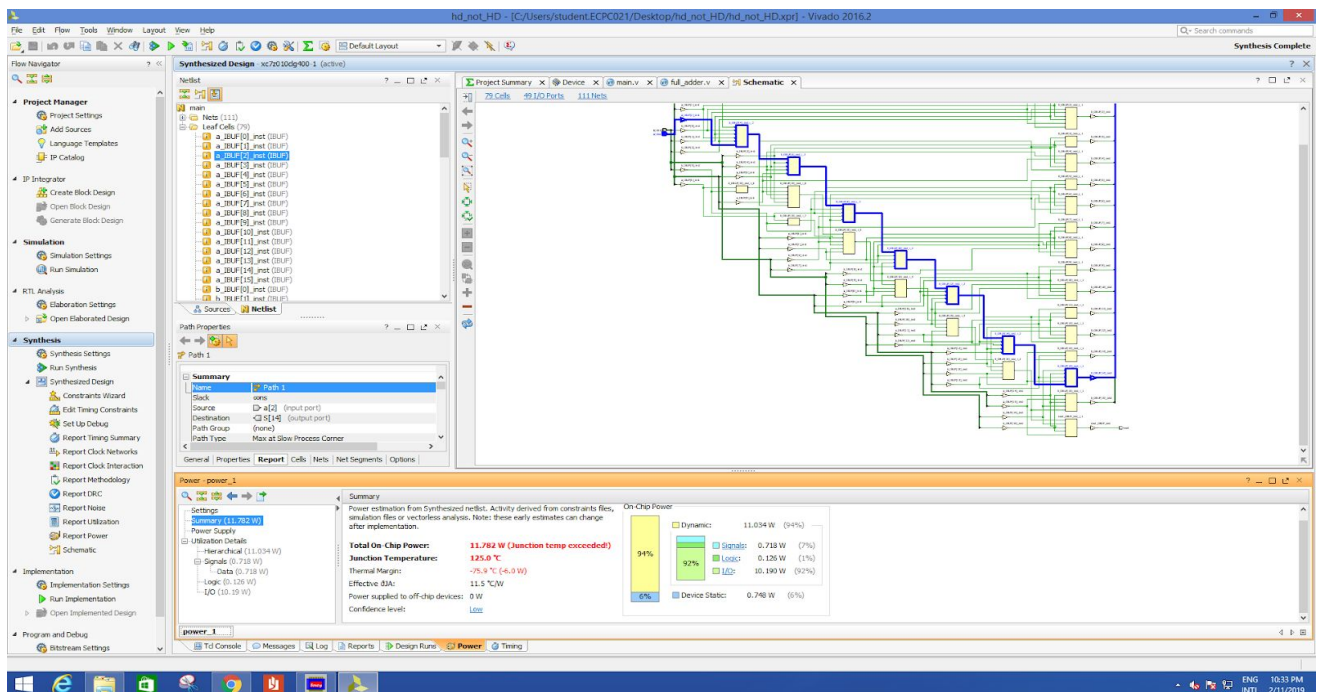 hd_not_HD - [C:/Users/student.ECPC021/Desktop/hd_not_HD/hd_not_HD.xpr] - Vivado 2016.2
File Edit Flow Tools Window Layout View Help
Q- Search commands
Default Layout
Synthesis Complete
Flow Navigator
Project Manager
Project Settings
Add Sources
Language Templates
IP Catalog
IP Integrator
Create Block Design
Open Block Design
Generate Block Design
Simulation
Simulation Settings
Run Simulation
RTL Analysis
Elaboration Settings
Open Elaborated Design
Synthesis
Synthesis Settings
Run Synthesis
Synthesized Design
Constraints Wizard
Edit Timing Constraints
Set Up Debug
Report Timing Summary
Report Clock Networks
Report Clock Interaction
Report Methodology
Report DRC
Report Noise
Report Utilization
Report Power
Schematic
Implementation
Implementation Settings
Run Implementation
Open Implemented Design
Program and Debug
Bitstream Settings
Synthesized Design - xc7z010clg400-1 (active)
Netlist
main
Nets (111)
Leaf Cells (79)
a_IBUF[0]_inst (IBUF)
a_IBUF[1]_inst (IBUF)
a_IBUF[2]_inst (IBUF)
a_IBUF[3]_inst (IBUF)
a_IBUF[4]_inst (IBUF)
a_IBUF[5]_inst (IBUF)
a_IBUF[6]_inst (IBUF)
a_IBUF[7]_inst (IBUF)
a_IBUF[8]_inst (IBUF)
a_IBUF[9]_inst (IBUF)
a_IBUF[10]_inst (IBUF)
a_IBUF[11]_inst (IBUF)
a_IBUF[12]_inst (IBUF)
a_IBUF[13]_inst (IBUF)
a_IBUF[14]_inst (IBUF)
a_IBUF[15]_inst (IBUF)
b_IBUF[0]_inst (IBUF)
b_IBUF[1]_inst (IBUF)
Sources Netlist
Path Properties
Path 1
Summary
Name Path 1
Slack ∞ns
Source a[2] (input port)
Destination S[14] (output port)
Path Group (none)
Path Type Max at Slow Process Corner
General Properties Report Cells Nets Net Segments Options
Project Summary Device main.v full_adder.v Schematic
79 Cells 49 I/O Ports 111 Nets
Power - power_1
Settings
Summary (11.782 W)
Power Supply
Utilization Details
Hierarchical (11.034 W)
Signals (0.718 W)
Data (0.718 W)
Logic (0.126 W)
I/O (10.19 W)
Summary
Power estimation from Synthesized netlist. Activity derived from constraints files,
simulation files or vectorless analysis. Note: these early estimates can change
after implementation.
Total On-Chip Power: 11.782 W (Junction temp exceeded!)
Junction Temperature: 125.0 °C
Thermal Margin: -75.9 °C (-6.0 W)
Effective ϑJA: 11.5 °C/W
Power supplied to off-chip devices: 0 W
Confidence level: Low
On-Chip Power
94%
6%
92%
Dynamic: 11.034 W (94%)
Signals: 0.718 W (7%)
Logic: 0.126 W (1%)
I/O: 10.190 W (92%)
Device Static: 0.748 W (6%)
power_1
Tcl Console Messages Log Reports Design Runs Power Timing
ENG 10:33 PM
INTL 2/11/2019